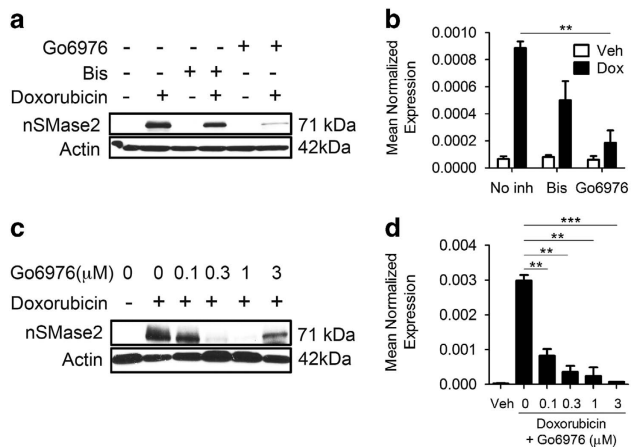 a
Go6976 - - - - + +
Bis - - + + - -
Doxorubicin - + - + - +
nSMase2 71 kDa
Actin 42kDa
b
Mean Normalized
Expression
0.0010
0.0008
0.0006
0.0004
0.0002
0.0000
**
Veh
Dox
No inh Bis Go6976
c
Go6976(μM) 0 0 0.1 0.3 1 3
Doxorubicin - + + + + +
nSMase2 71 kDa
Actin 42kDa
d
Mean Normalized
Expression
0.004
0.003
0.002
0.001
0.000
***
**
**
**
Veh 0 0.1 0.3 1 3
Doxorubicin
+ Go6976 (μM)